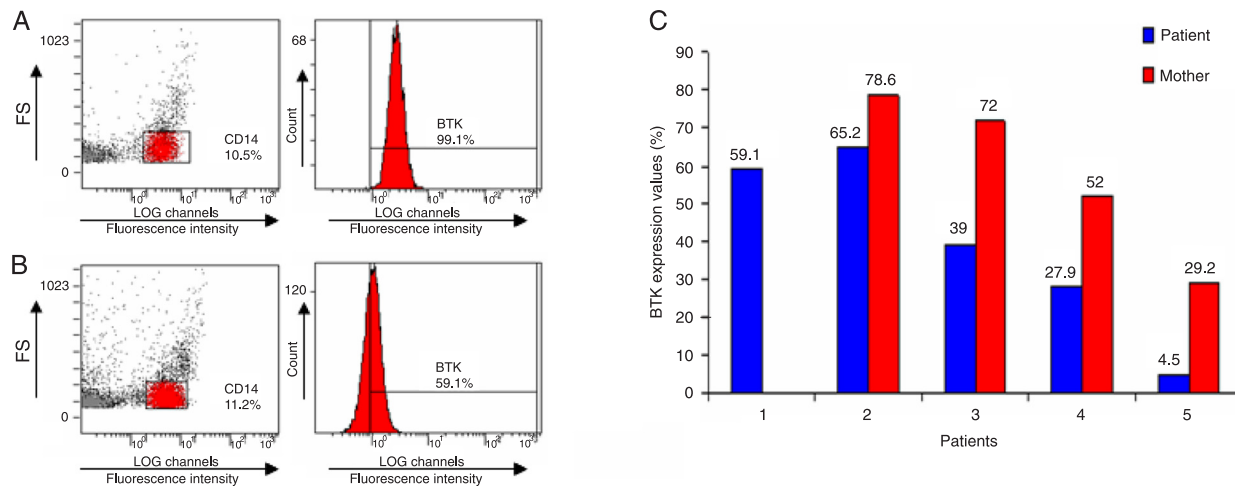 A
1023
FS
0
CD14
10.5%
10⁰ 10¹ 10² 10³
LOG channels
Fluorescence intensity
68
Count
BTK
99.1%
10⁰ 10¹ 10² 10³
LOG channels
Fluorescence intensity
B
1023
FS
0
CD14
11.2%
10⁰ 10¹ 10² 10³
LOG channels
Fluorescence intensity
120
Count
BTK
59.1%
10⁰ 10¹ 10² 10³
LOG channels
Fluorescence intensity
C
Patient
Mother
BTK expression values (%)
90
80
70
60
50
40
30
20
10
0
59.1
65.2
78.6
39
72
27.9
52
4.5
29.2
1 2 3 4 5
Patients